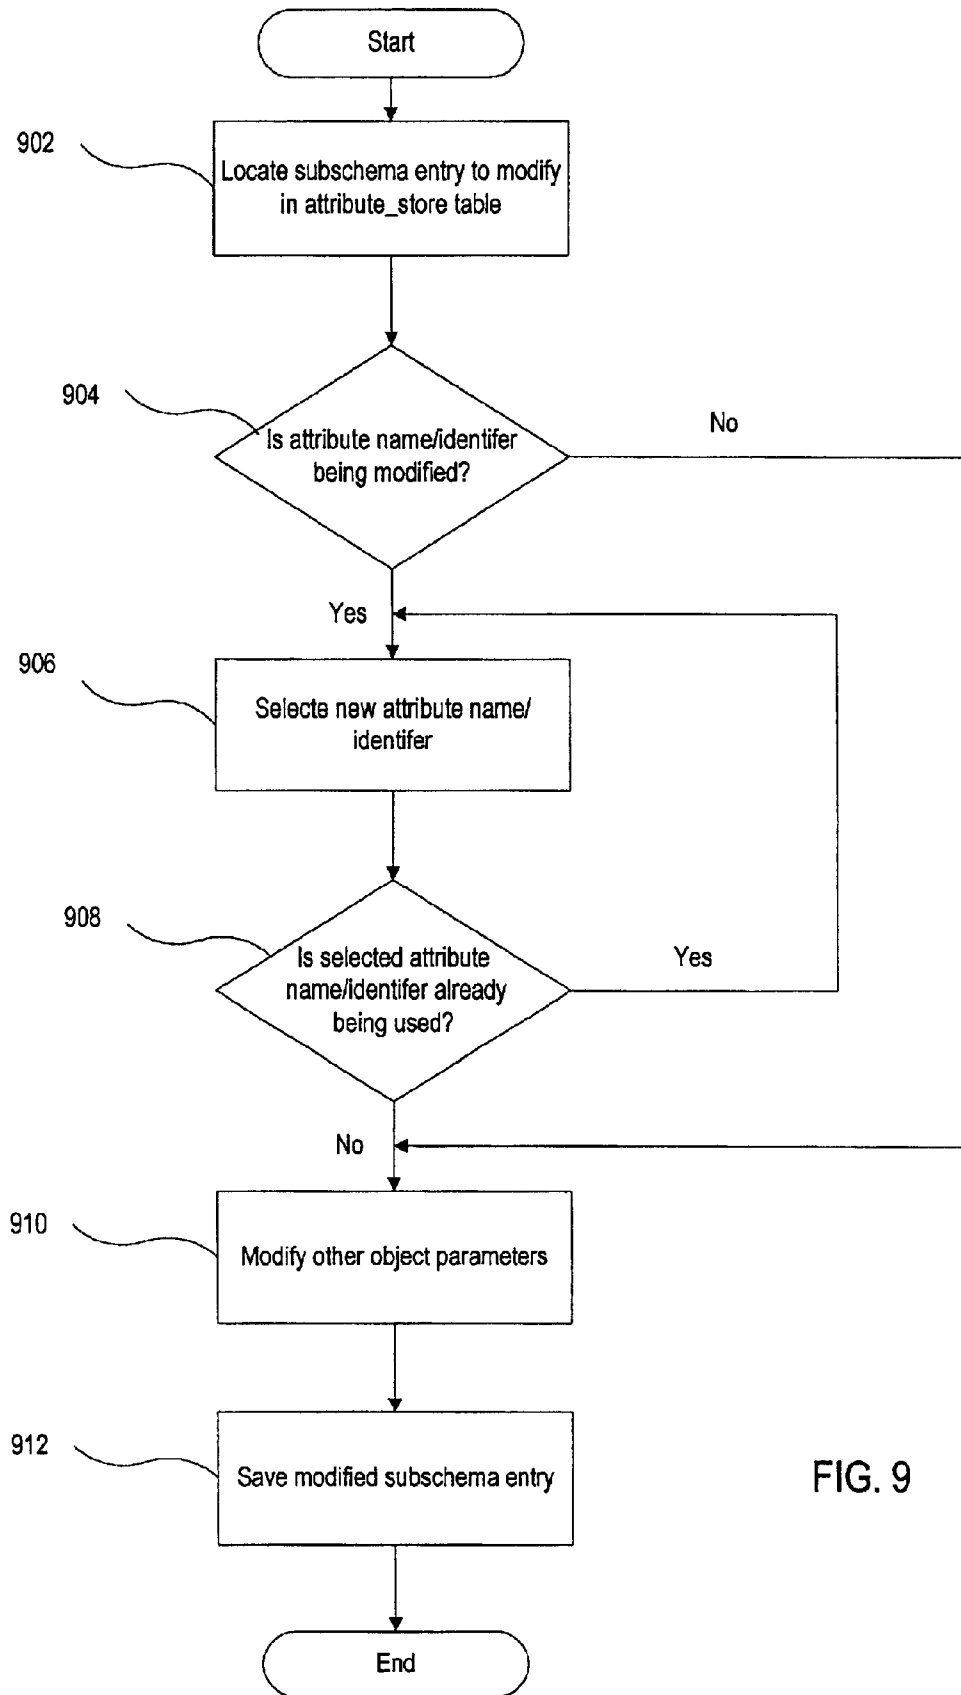 Start
902
Locate subschema entry to modify
in attribute_store table
904
Is attribute name/identifer
being modified?
No
Yes
906
Selecte new attribute name/
identifer
908
Is selected attribute
name/identifer already
being used?
Yes
No
910
Modify other object parameters
912
Save modified subschema entry
FIG. 9
End